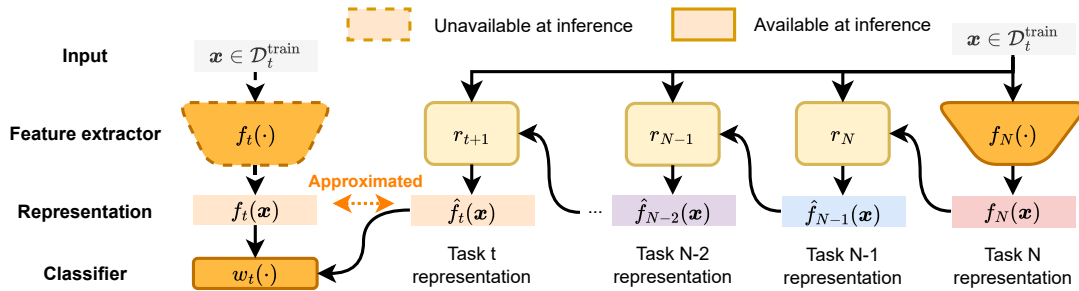 Unavailable at inference
Available at inference
Input
x ∈ D_t^train
x ∈ D_t^train
Feature extractor
f_t(·)
r_{t+1}
r_{N−1}
r_N
f_N(·)
Approximated
Representation
f_t(x)
f̂_t(x)
...
f̂_{N−2}(x)
f̂_{N−1}(x)
f_N(x)
Classifier
w_t(·)
Task t
representation
Task N-2
representation
Task N-1
representation
Task N
representation